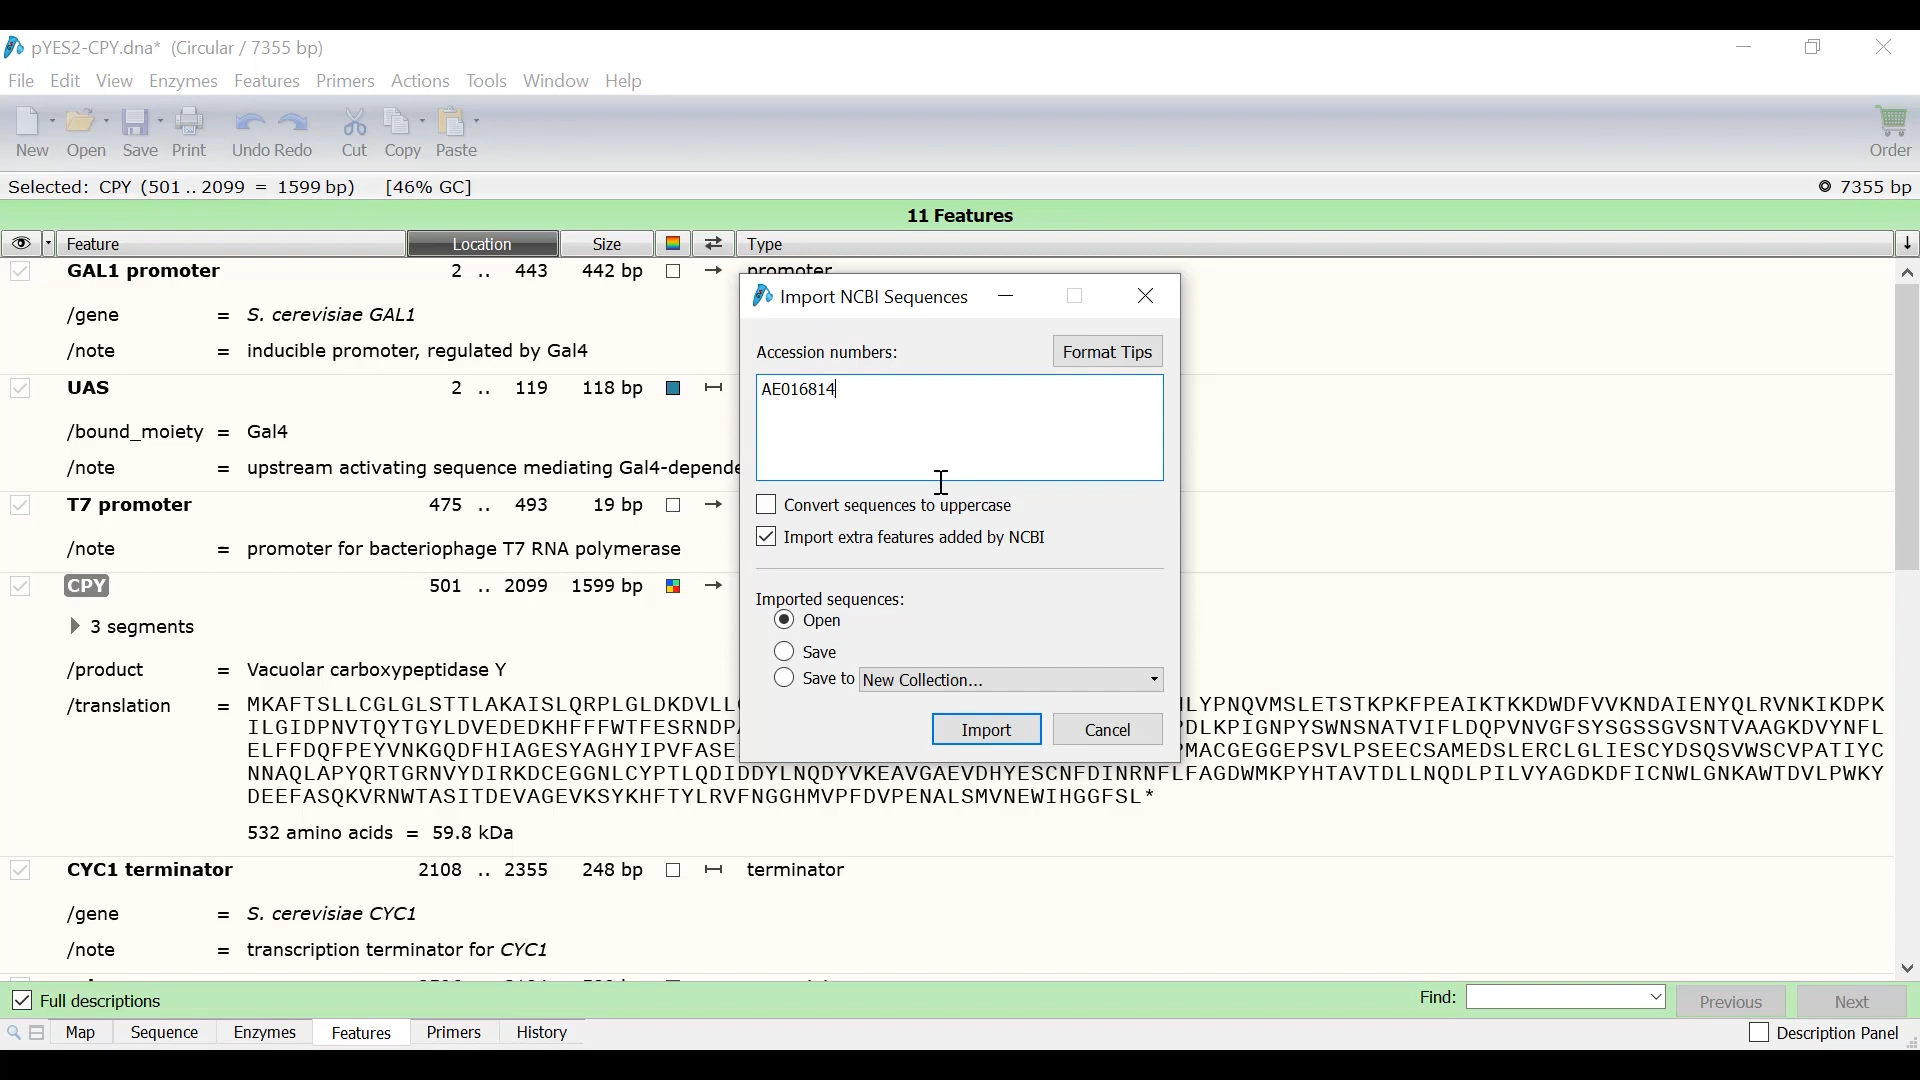 pYES2-CPY.dna* (Circular / 7355 bp)
File Edit View Enzymes Features Primers Actions Tools Window Help
New Open Save Print Undo Redo Cut Copy Paste Order
Selected: CPY (501 .. 2099 = 1599 bp) [46% GC] 7355 bp
11 Features
Feature Location Size Type
GAL1 promoter 2 .. 443 442 bp → promoter
/gene = S. cerevisiae GAL1
/note = inducible promoter, regulated by Gal4
UAS 2 .. 119 118 bp
/bound_moiety = Gal4
/note = upstream activating sequence mediating Gal4-depende
T7 promoter 475 .. 493 19 bp →
/note = promoter for bacteriophage T7 RNA polymerase
CPY 501 .. 2099 1599 bp →
3 segments
/product = Vacuolar carboxypeptidase Y
/translation = MKAFTSLLCGLGLSTTLAKAISLQRPLGLDKDVLL LYPNQVMSLETSTKPKFPEAIKTKKDWDFVVKNDAIENYQLRVNKIKDPK
ILGIDPNVTQYTGYLDVEDEDKHFFFWTFESRNDPA DLKPIGNPYSWNSNATVIFLDQPVNVGFSYSGSSGVSNTVAAGKDVYNFL
ELFFDQFPEYVNKGQDFHIAGESYAGHYIPVFASE PMACGEGGEPSVLPSEECSAMEDSLERCLGLIESCYDSQSVWSCVPATIYC
NNAQLAPYQRTGRNVYDIRKDCEGGNLCYPTLQDIDDYLNQDYVKEAVGAEVDHYESCNFDINRNFLFAGDWMKPYHTAVTDLLNQDLPILVYAGDKDFICNWLGNKAWTDVLPWKY
DEEFASQKVRNWTASITDEVAGEVKSYKHFTYLRVFNGGHMVPFDVPENALSMVNEWIHGGFSL*
532 amino acids = 59.8 kDa
CYC1 terminator 2108 .. 2355 248 bp terminator
/gene = S. cerevisiae CYC1
/note = transcription terminator for CYC1
Import NCBI Sequences
Accession numbers: Format Tips
AE016814
Convert sequences to uppercase
Import extra features added by NCBI
Imported sequences:
Open
Save
Save to New Collection...
Import Cancel
Full descriptions Find: Previous Next
Map Sequence Enzymes Features Primers History Description Panel